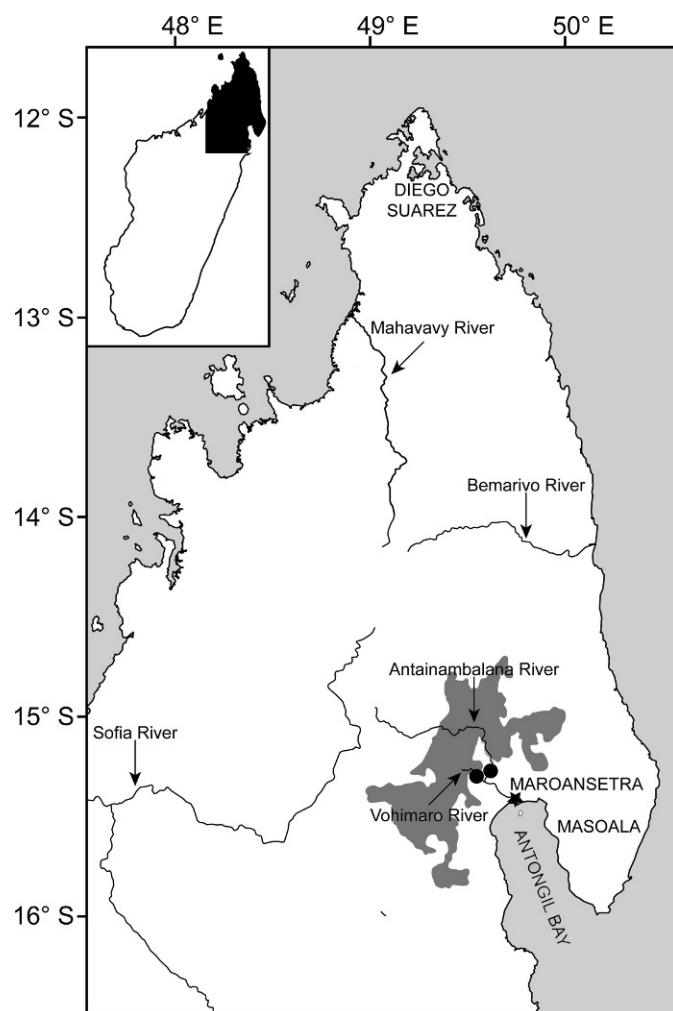 48° E
49° E
50° E
12° S
DIEGO
SUAREZ
13° S
Mahavavy River
Bemarivo River
14° S
Antainambalana River
15° S
Sofia River
MAROANSETRA
Vohimaro River
MASOALA
ANTONGIL BAY
16° S